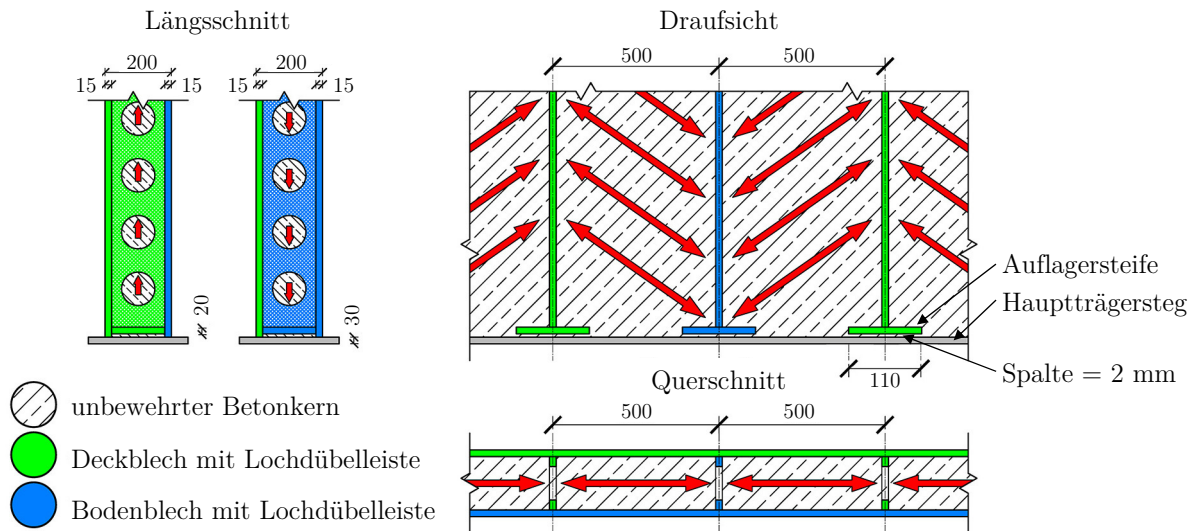 Längsschnitt
200
15
15
200
15
15
20
30
Draufsicht
500
500
Auflagersteife
Hauptträgersteg
Spalte = 2 mm
110
Querschnitt
500
500
unbewehrter Betonkern
Deckblech mit Lochdübelleiste
Bodenblech mit Lochdübelleiste